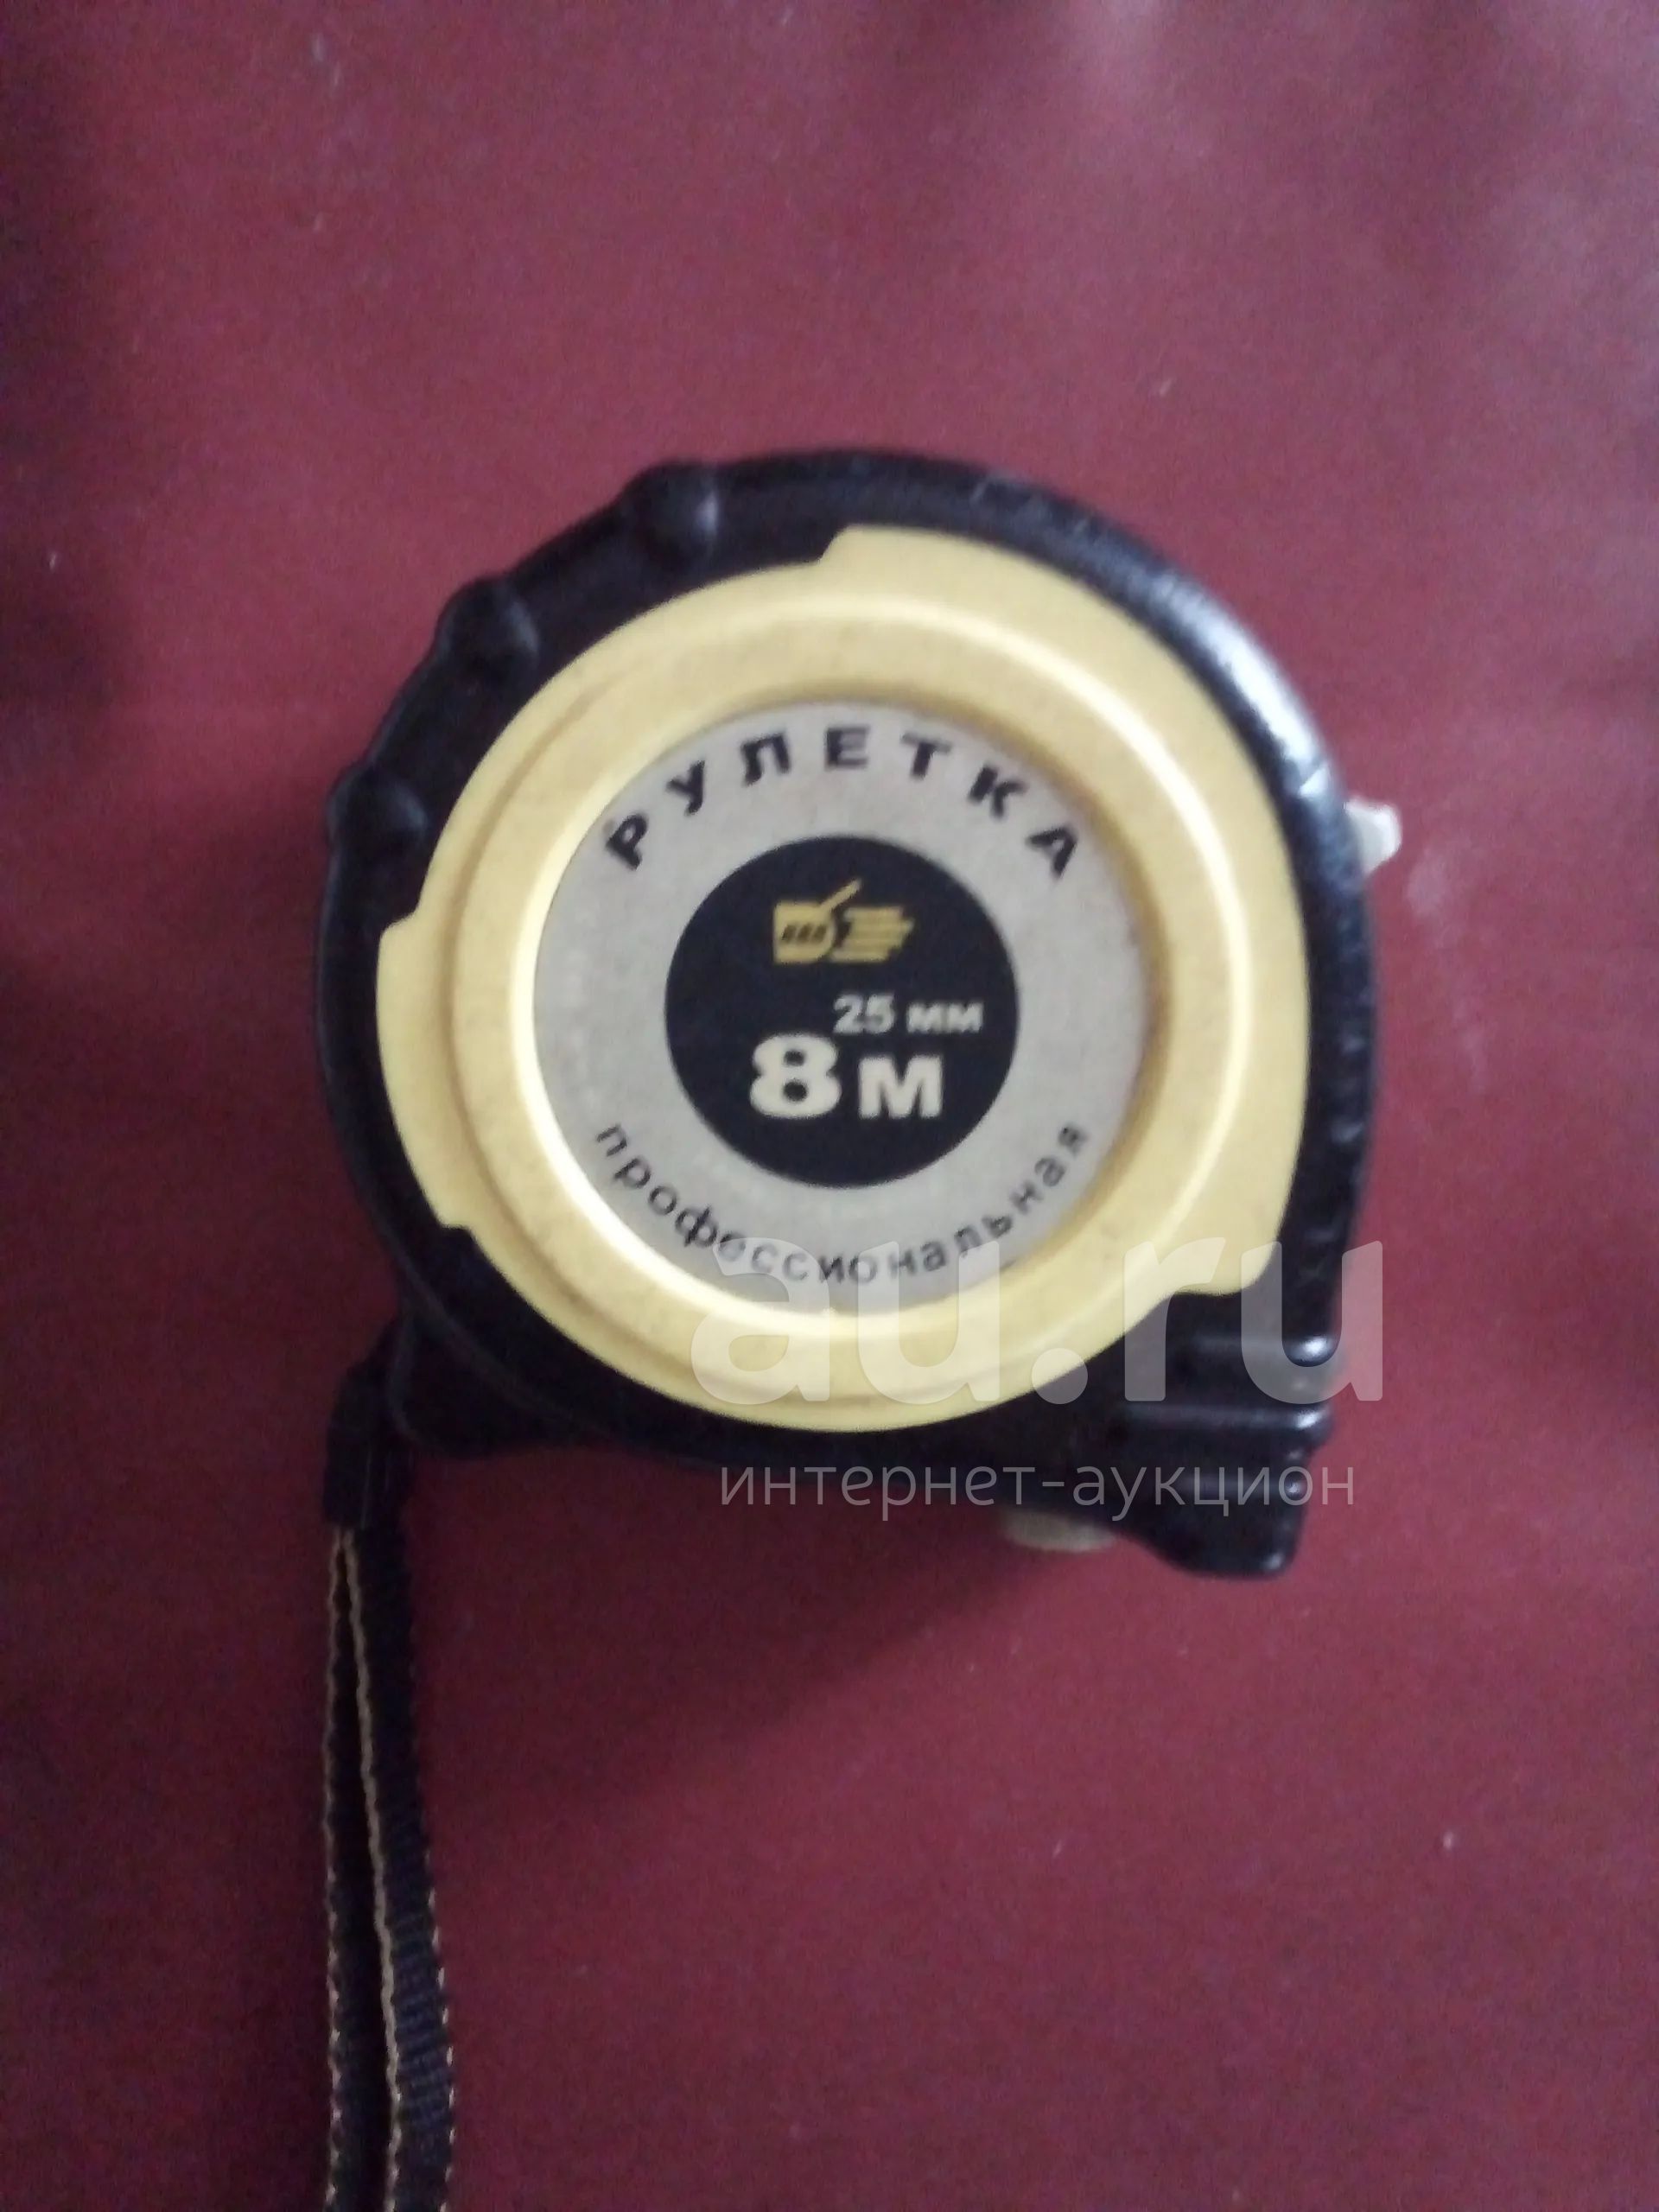 РУЛЕТКА
25 мм
8 м
профессиональная
au.ru
интернет-аукцион